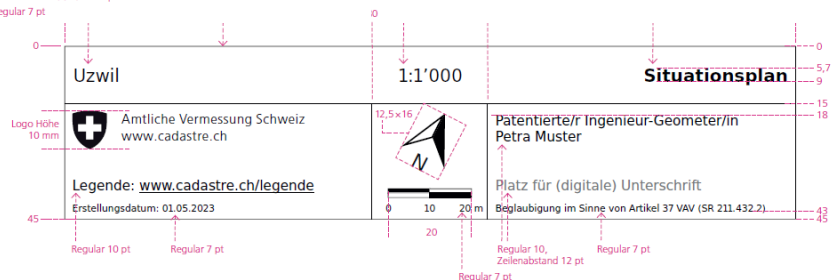 egular 7 pt
30
0
0
5,7
9
Uzwil
1:1’000
Situationsplan
15
18
Logo Höhe
10 mm
Amtliche Vermessung Schweiz
www.cadastre.ch
12,5×16
N
Patentierte/r Ingenieur-Geometer/in
Petra Muster
Legende: www.cadastre.ch/legende
Platz für (digitale) Unterschrift
Erstellungsdatum: 01.05.2023
0 10 20 m
Beglaubigung im Sinne von Artikel 37 VAV (SR 211.432.2)
43
45
45
20
Regular 10 pt
Regular 7 pt
Regular 10,
Zeilenabstand 12 pt
Regular 7 pt
Regular 7 pt